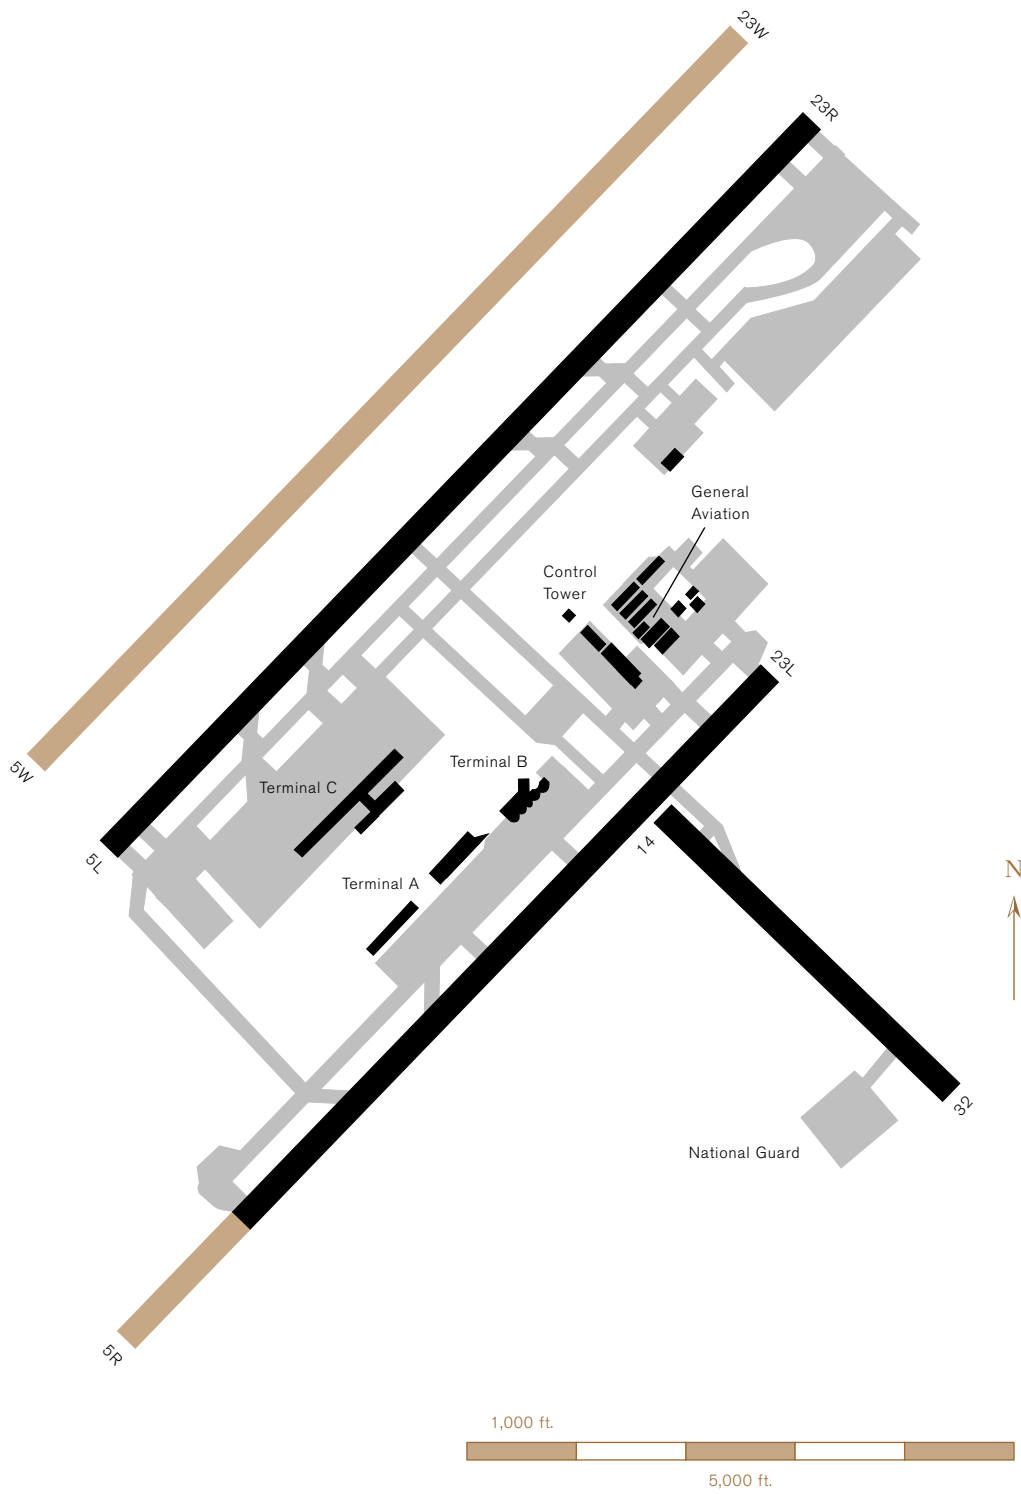 23W
23R
General
Aviation
Control
Tower
23L
5W
Terminal B
Terminal C
5L
14
Terminal A
N
32
National Guard
5R
1,000 ft.
5,000 ft.